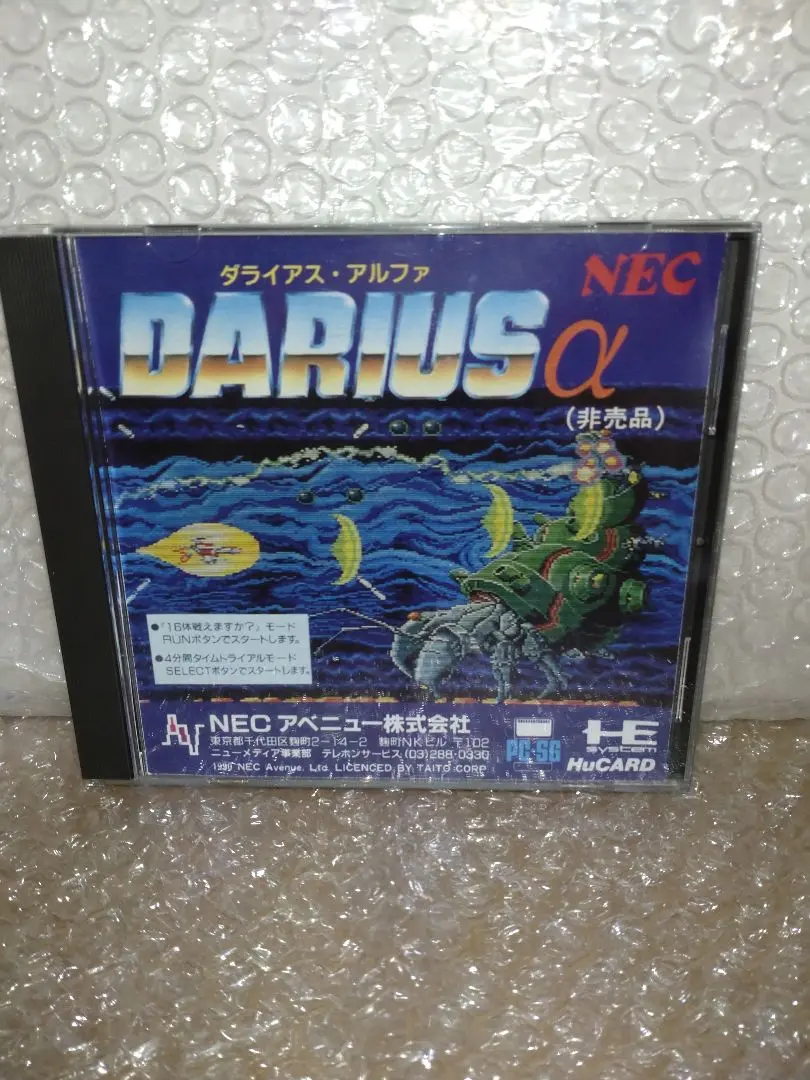 ダライアス・アルファ
NEC
DARIUS α
(非売品)
●「16体戦えますか?」モード
RUNボタンでスタートします。
●4分間タイムトライアルモード
SELECTボタンでスタートします。
NEC アベニュー株式会社
東京都千代田区麹町2-14-2 麹町NKビル 〒102
ニューメディア事業部 テレホンサービス (03)288-0330
1990 NEC Avenue, Ltd. LICENCED BY TAITO CORP.
PC SG
HE
SYSTEM
HuCARD